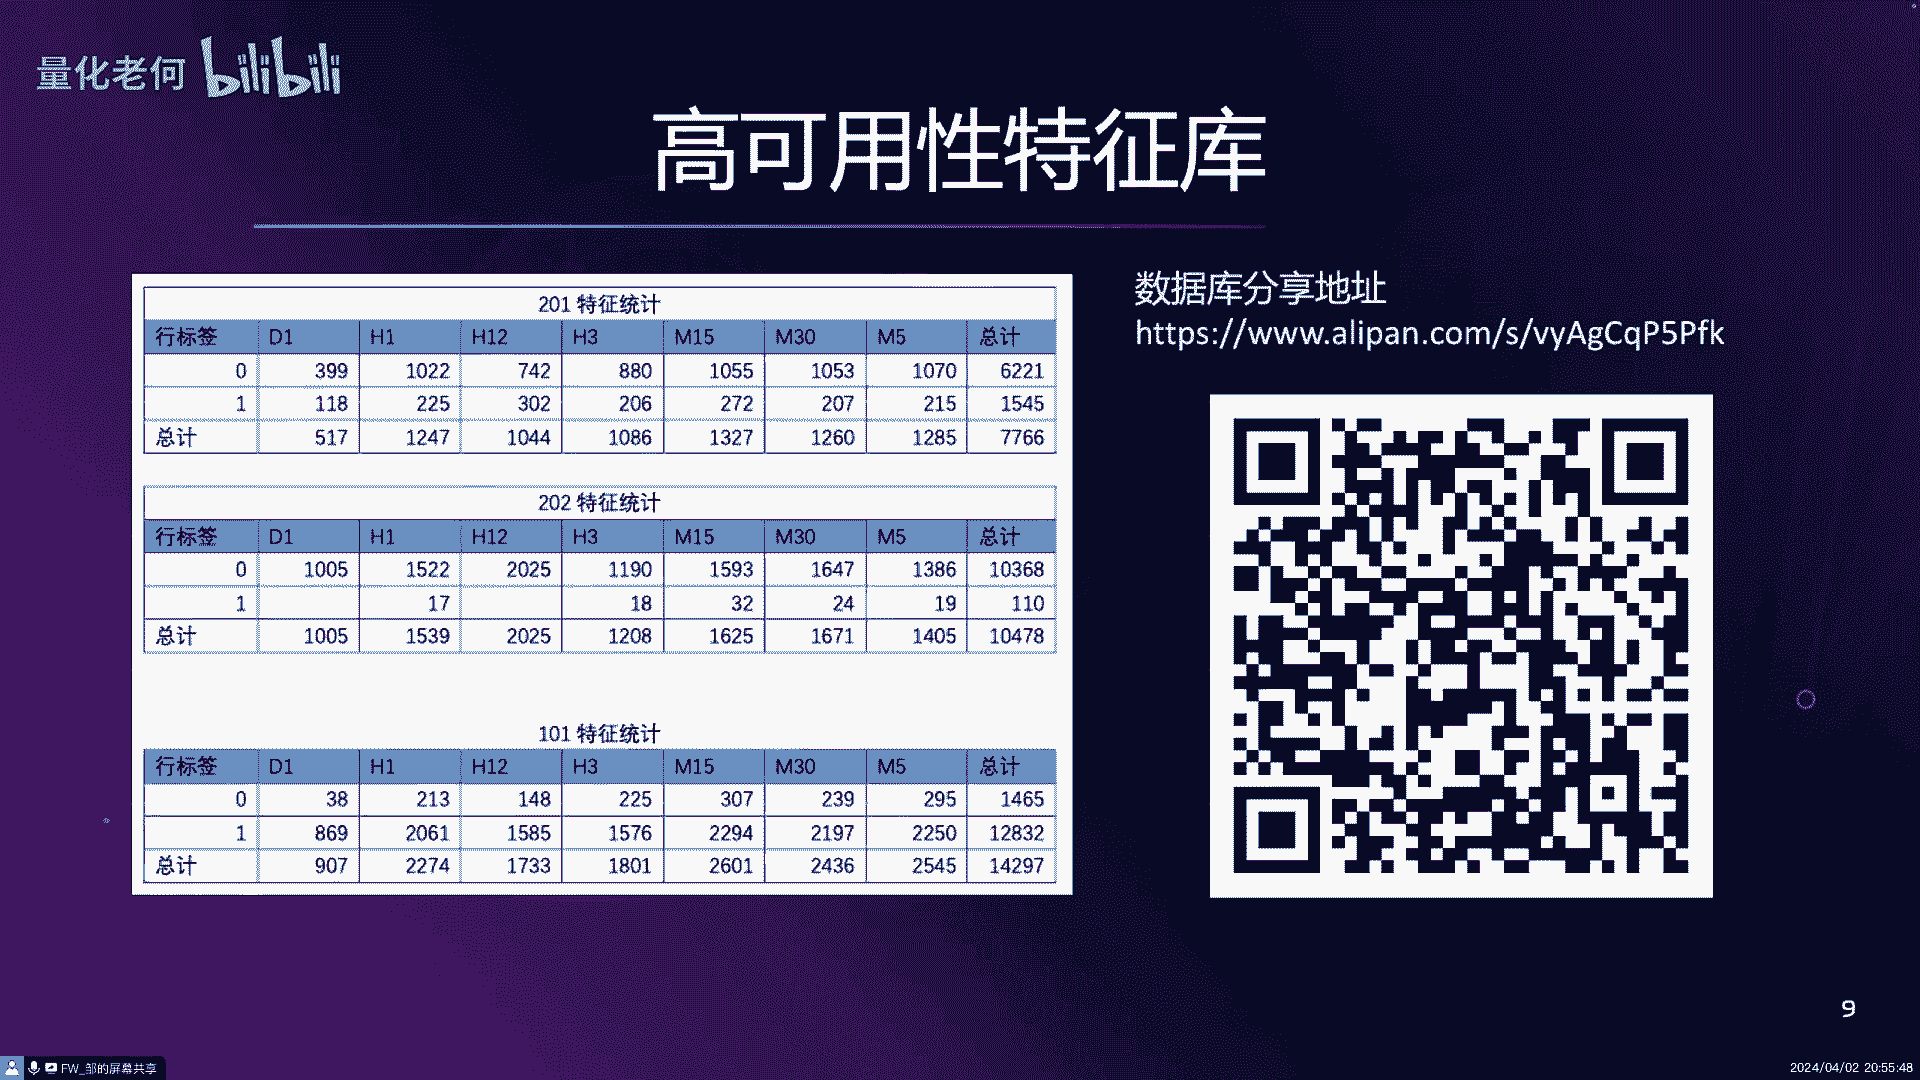 量化老何 bilibili
高可用性特征库
201 特征统计
行标签 D1 H1 H12 H3 M15 M30 M5 总计
0 399 1022 742 880 1055 1053 1070 6221
1 118 225 302 206 272 207 215 1545
总计 517 1247 1044 1086 1327 1260 1285 7766
202 特征统计
行标签 D1 H1 H12 H3 M15 M30 M5 总计
0 1005 1522 2025 1190 1593 1647 1386 10368
1 17 18 32 24 19 110
总计 1005 1539 2025 1208 1625 1671 1405 10478
101 特征统计
行标签 D1 H1 H12 H3 M15 M30 M5 总计
0 38 213 148 225 307 239 295 1465
1 869 2061 1585 1576 2294 2197 2250 12832
总计 907 2274 1733 1801 2601 2436 2545 14297
数据库分享地址
https://www.alipan.com/s/vyAgCqP5Pfk
9
FW_邹的屏幕共享
2024/04/02 20:55:48